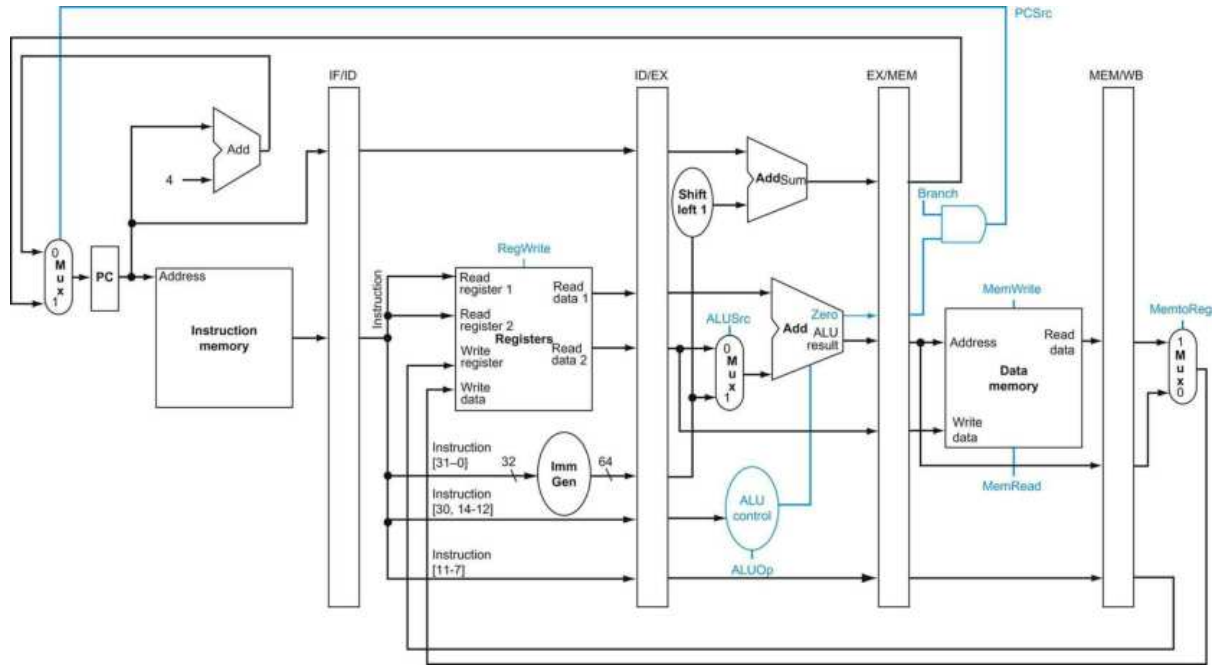 PCSrc
IF/ID
ID/EX
EX/MEM
MEM/WB
Add
4
Shift
left 1
Add Sum
Branch
0
M
u
x
1
PC
Address
Instruction
memory
Instruction
RegWrite
Read
register 1
Read
register 2
Write
register
Write
data
Registers
Read
data 1
Read
data 2
ALUSrc
0
M
u
x
1
Add
Zero
ALU
result
MemWrite
Address
Read
data
Data
memory
Write
data
MemRead
MemtoReg
1
M
u
x
0
Instruction
[31–0]
32
Imm
Gen
64
Instruction
[30, 14-12]
ALU
control
Instruction
[11-7]
ALUOp